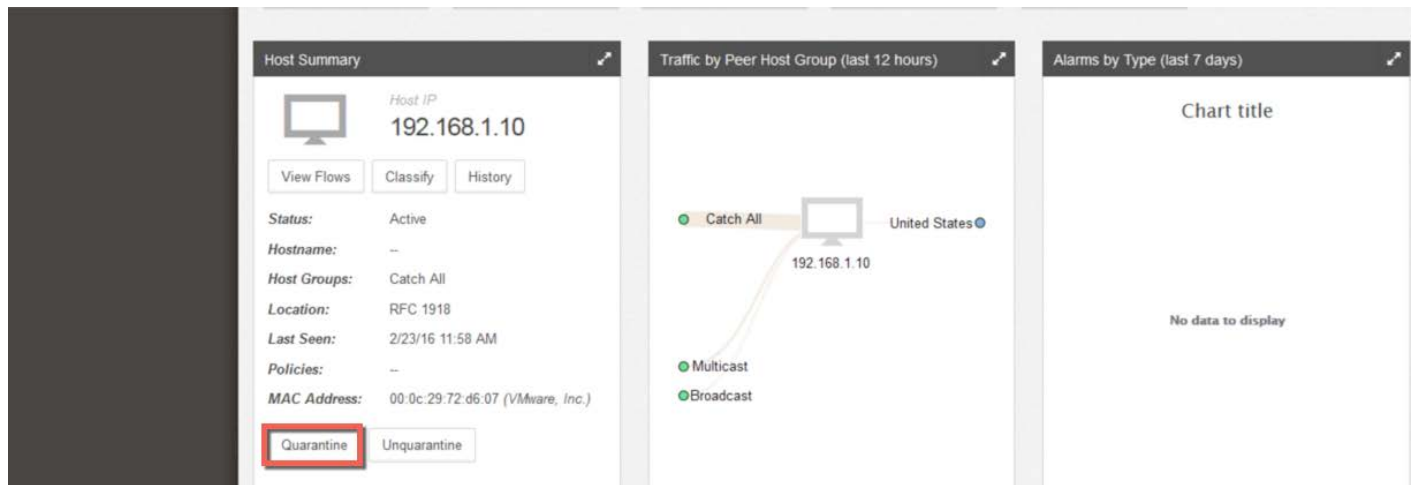 Host Summary
Host IP
192.168.1.10
View Flows Classify History
Status: Active
Hostname: --
Host Groups: Catch All
Location: RFC 1918
Last Seen: 2/23/16 11:58 AM
Policies: --
MAC Address: 00:0c:29:72:d6:07 (VMware, Inc.)
Quarantine Unquarantine
Traffic by Peer Host Group (last 12 hours)
Catch All
United States
192.168.1.10
Multicast
Broadcast
Alarms by Type (last 7 days)
Chart title
No data to display